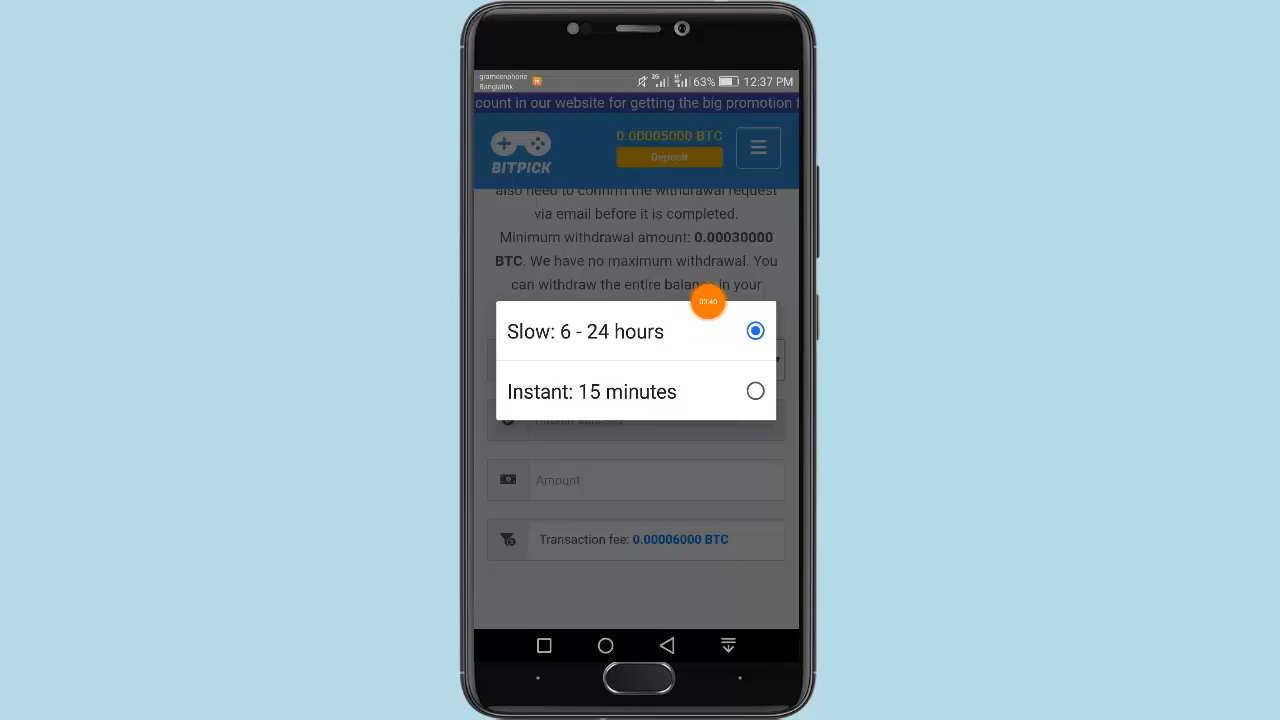 grameenphone
Banglalink
2G
63%
12:37 PM
count in our website for getting the big promotion f
0.00005000 BTC
Deposit
BITPICK
also need to confirm the withdrawal request
via email before it is completed.
Minimum withdrawal amount: 0.00030000
BTC. We have no maximum withdrawal. You
can withdraw the entire balance in your
03:40
Slow: 6 - 24 hours
Instant: 15 minutes
Amount
Transaction fee: 0.00006000 BTC